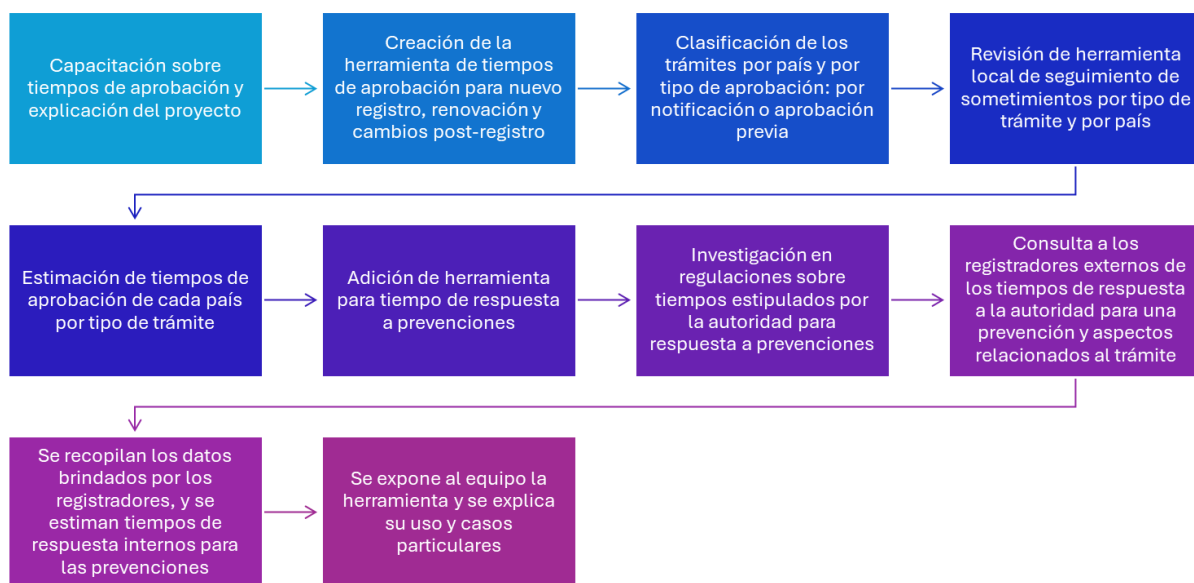 Capacitación sobre
tiempos de aprobación y
explicación del proyecto
Creación de la
herramienta de tiempos
de aprobación para nuevo
registro, renovación y
cambios post-registro
Clasificación de los
trámites por país y por
tipo de aprobación: por
notificación o aprobación
previa
Revisión de herramienta
local de seguimiento de
sometimientos por tipo de
trámite y por país
Estimación de tiempos de
aprobación de cada país
por tipo de trámite
Adición de herramienta
para tiempo de respuesta
a prevenciones
Investigación en
regulaciones sobre
tiempos estipulados por
la autoridad para
respuesta a prevenciones
Consulta a los
registradores externos de
los tiempos de respuesta
a la autoridad para una
prevención y aspectos
relacionados al trámite
Se recopilan los datos
brindados por los
registradores, y se
estiman tiempos de
respuesta internos para
las prevenciones
Se expone al equipo la
herramienta y se explica
su uso y casos
particulares